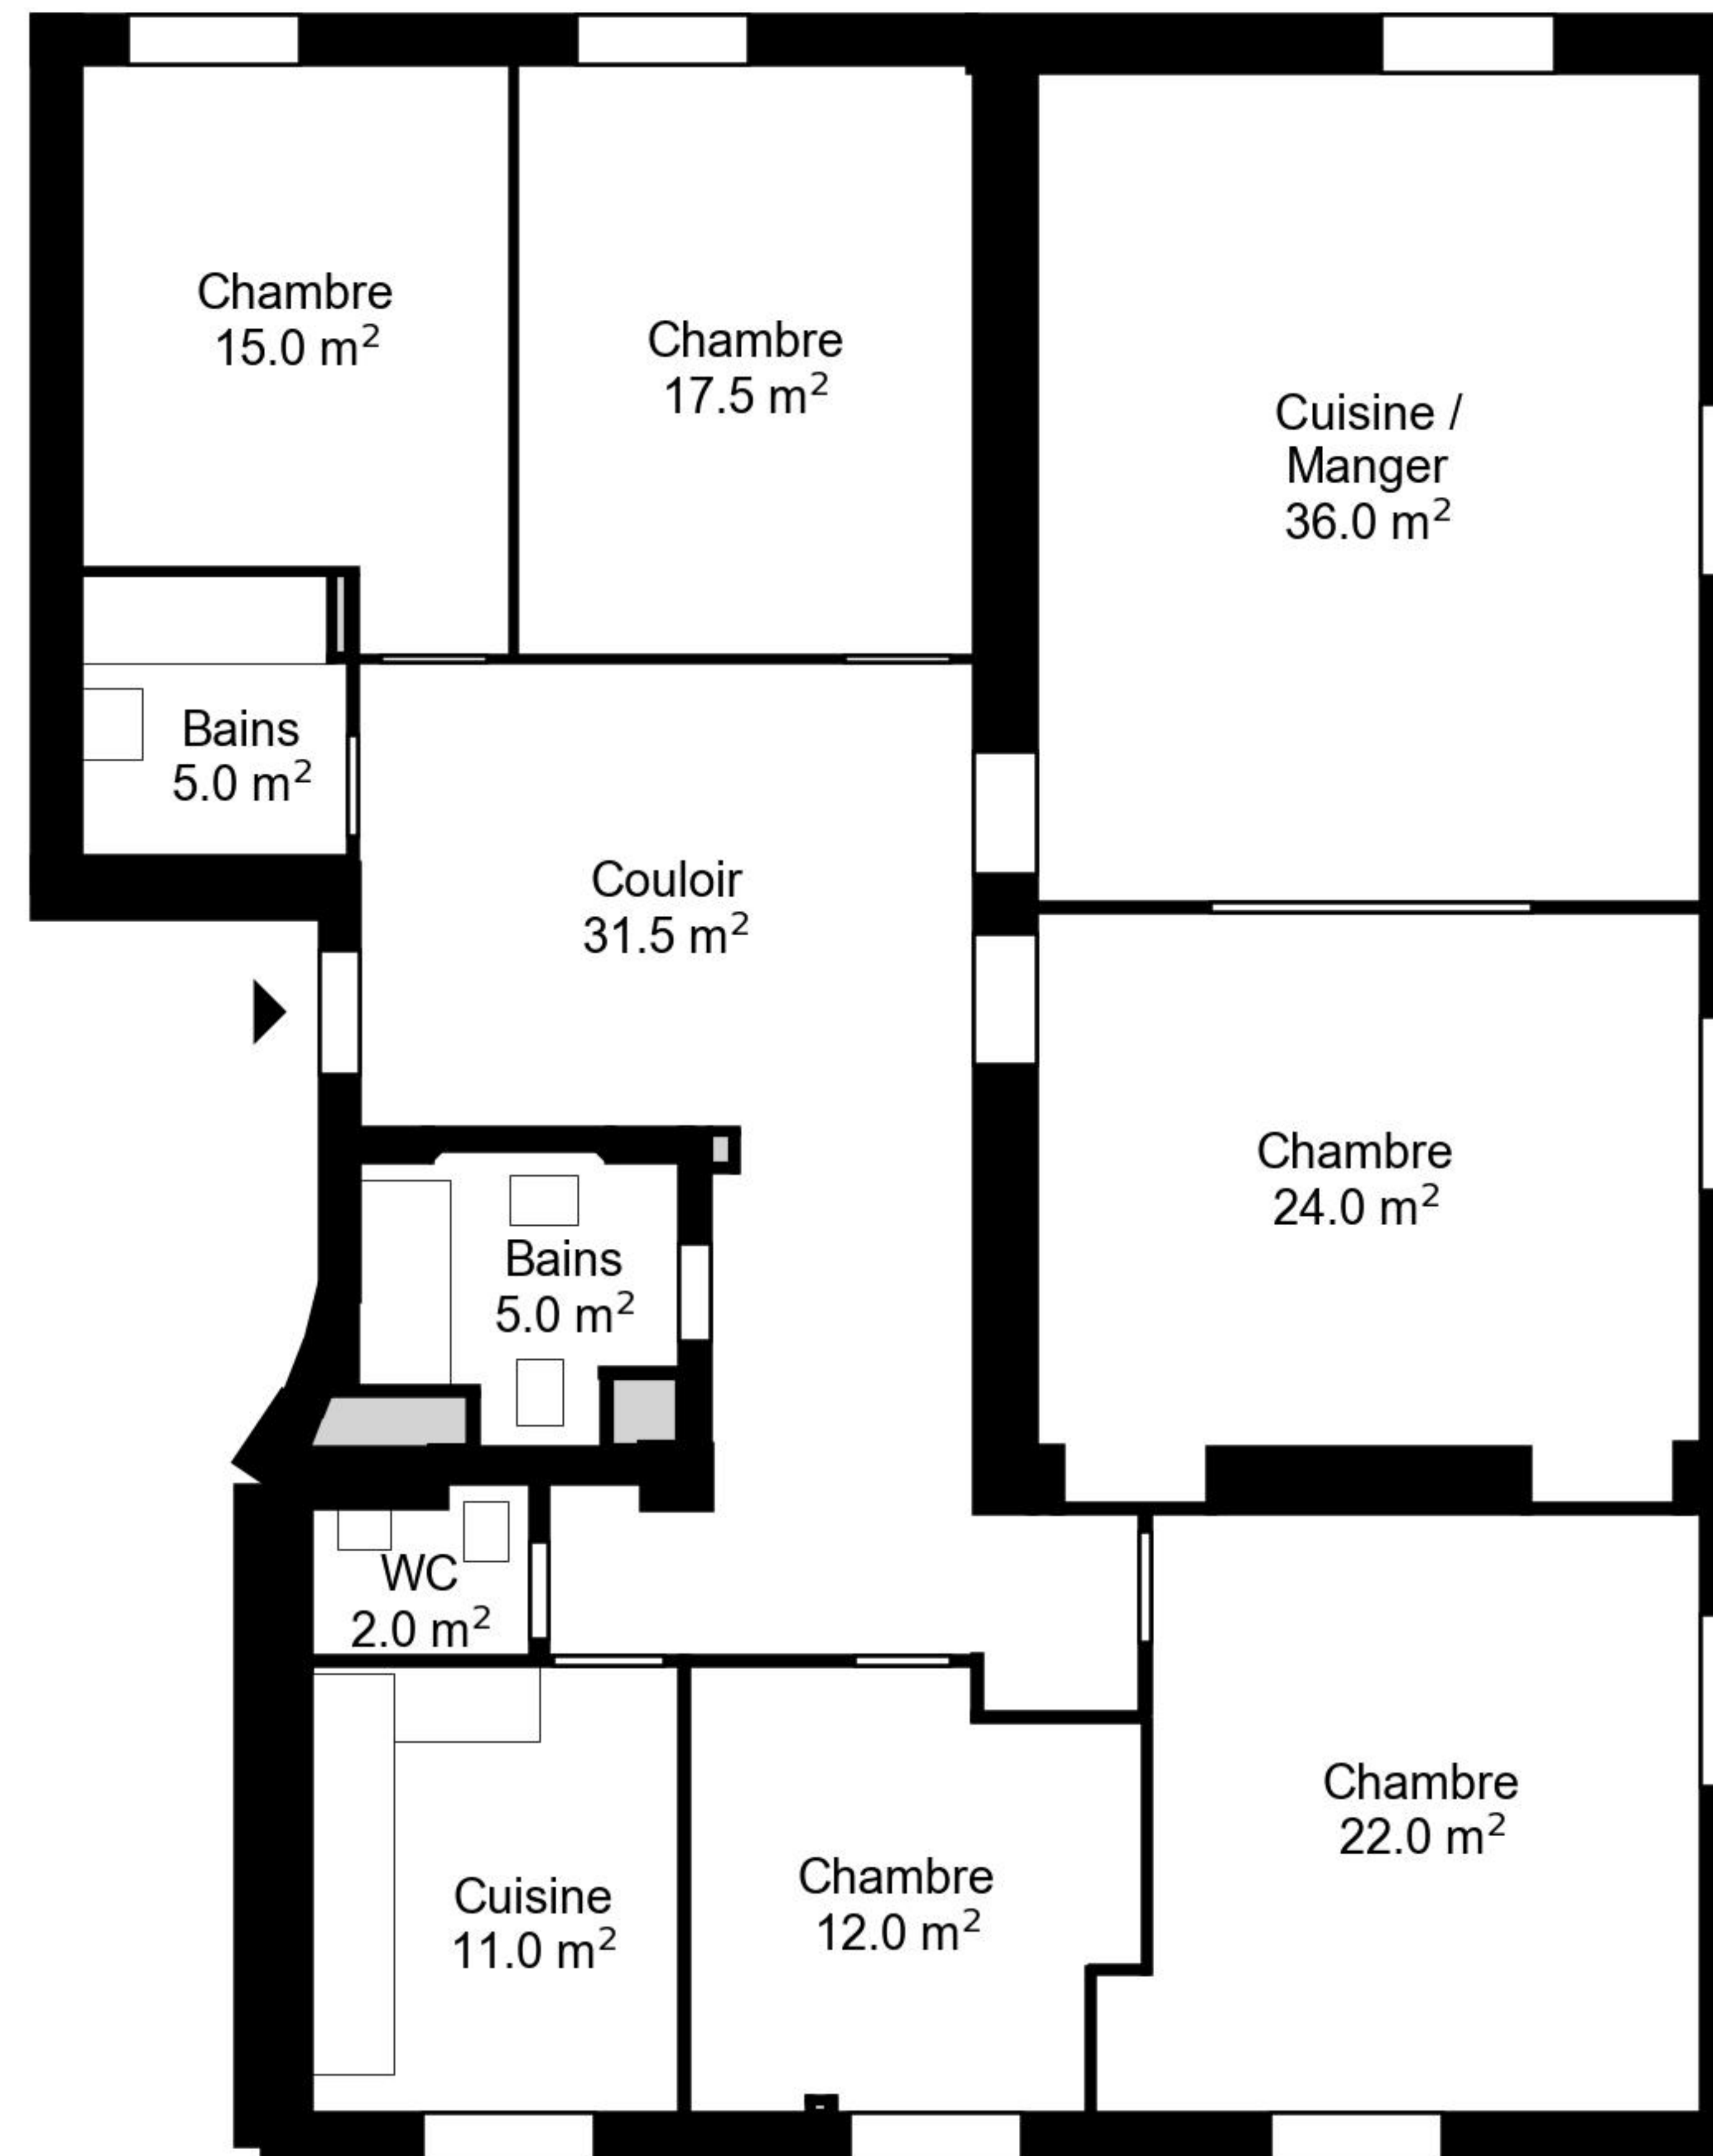 Chambre
15.0 m²
Chambre
17.5 m²
Cuisine /
Manger
36.0 m²
Bains
5.0 m²
Couloir
31.5 m²
Chambre
24.0 m²
Bains
5.0 m²
WC
2.0 m²
Chambre
22.0 m²
Cuisine
11.0 m²
Chambre
12.0 m²